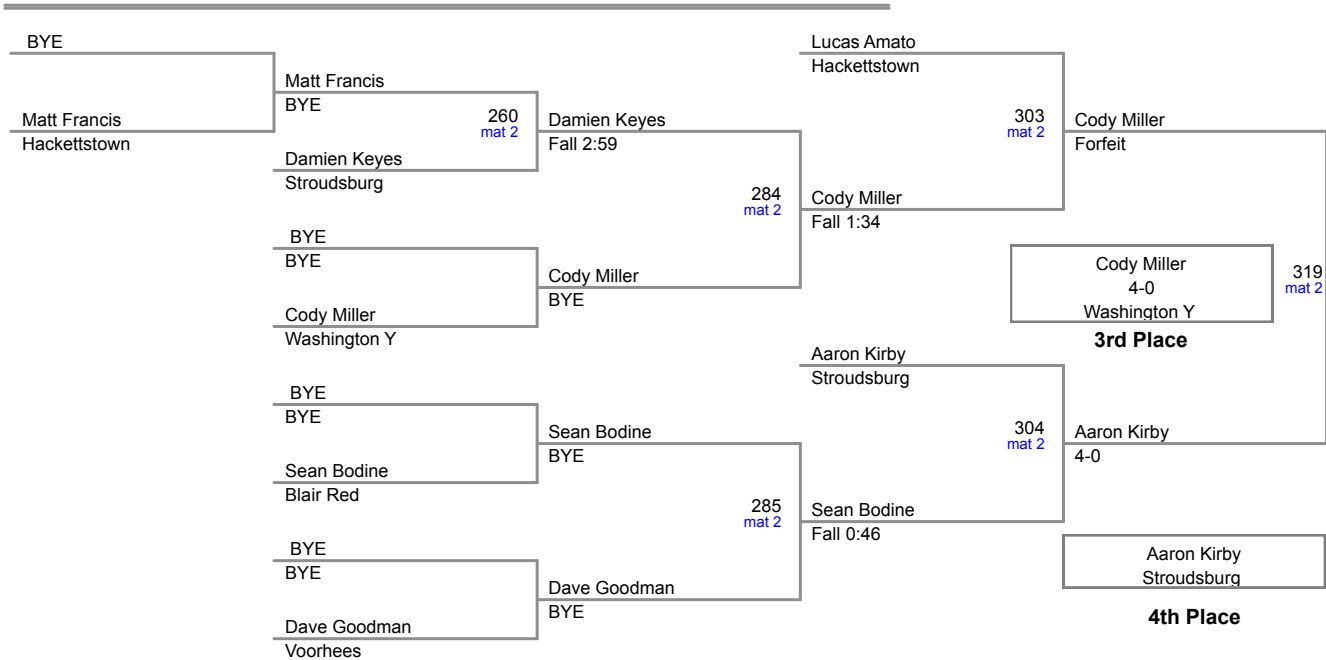 BYE
Matt Francis
Hackettstown
Matt Francis
BYE
260
mat 2
Damien Keyes
Stroudsburg
BYE
BYE
Cody Miller
Washington Y
BYE
BYE
Sean Bodine
Blair Red
BYE
BYE
Dave Goodman
Voorhees
Damien Keyes
Fall 2:59
284
mat 2
Cody Miller
BYE
Sean Bodine
BYE
285
mat 2
Dave Goodman
BYE
Lucas Amato
Hackettstown
303
mat 2
Cody Miller
Fall 1:34
Aaron Kirby
Stroudsburg
304
mat 2
Sean Bodine
Fall 0:46
Cody Miller
Forfeit
Cody Miller
4-0
Washington Y
319
mat 2
3rd Place
Aaron Kirby
4-0
Aaron Kirby
Stroudsburg
4th Place